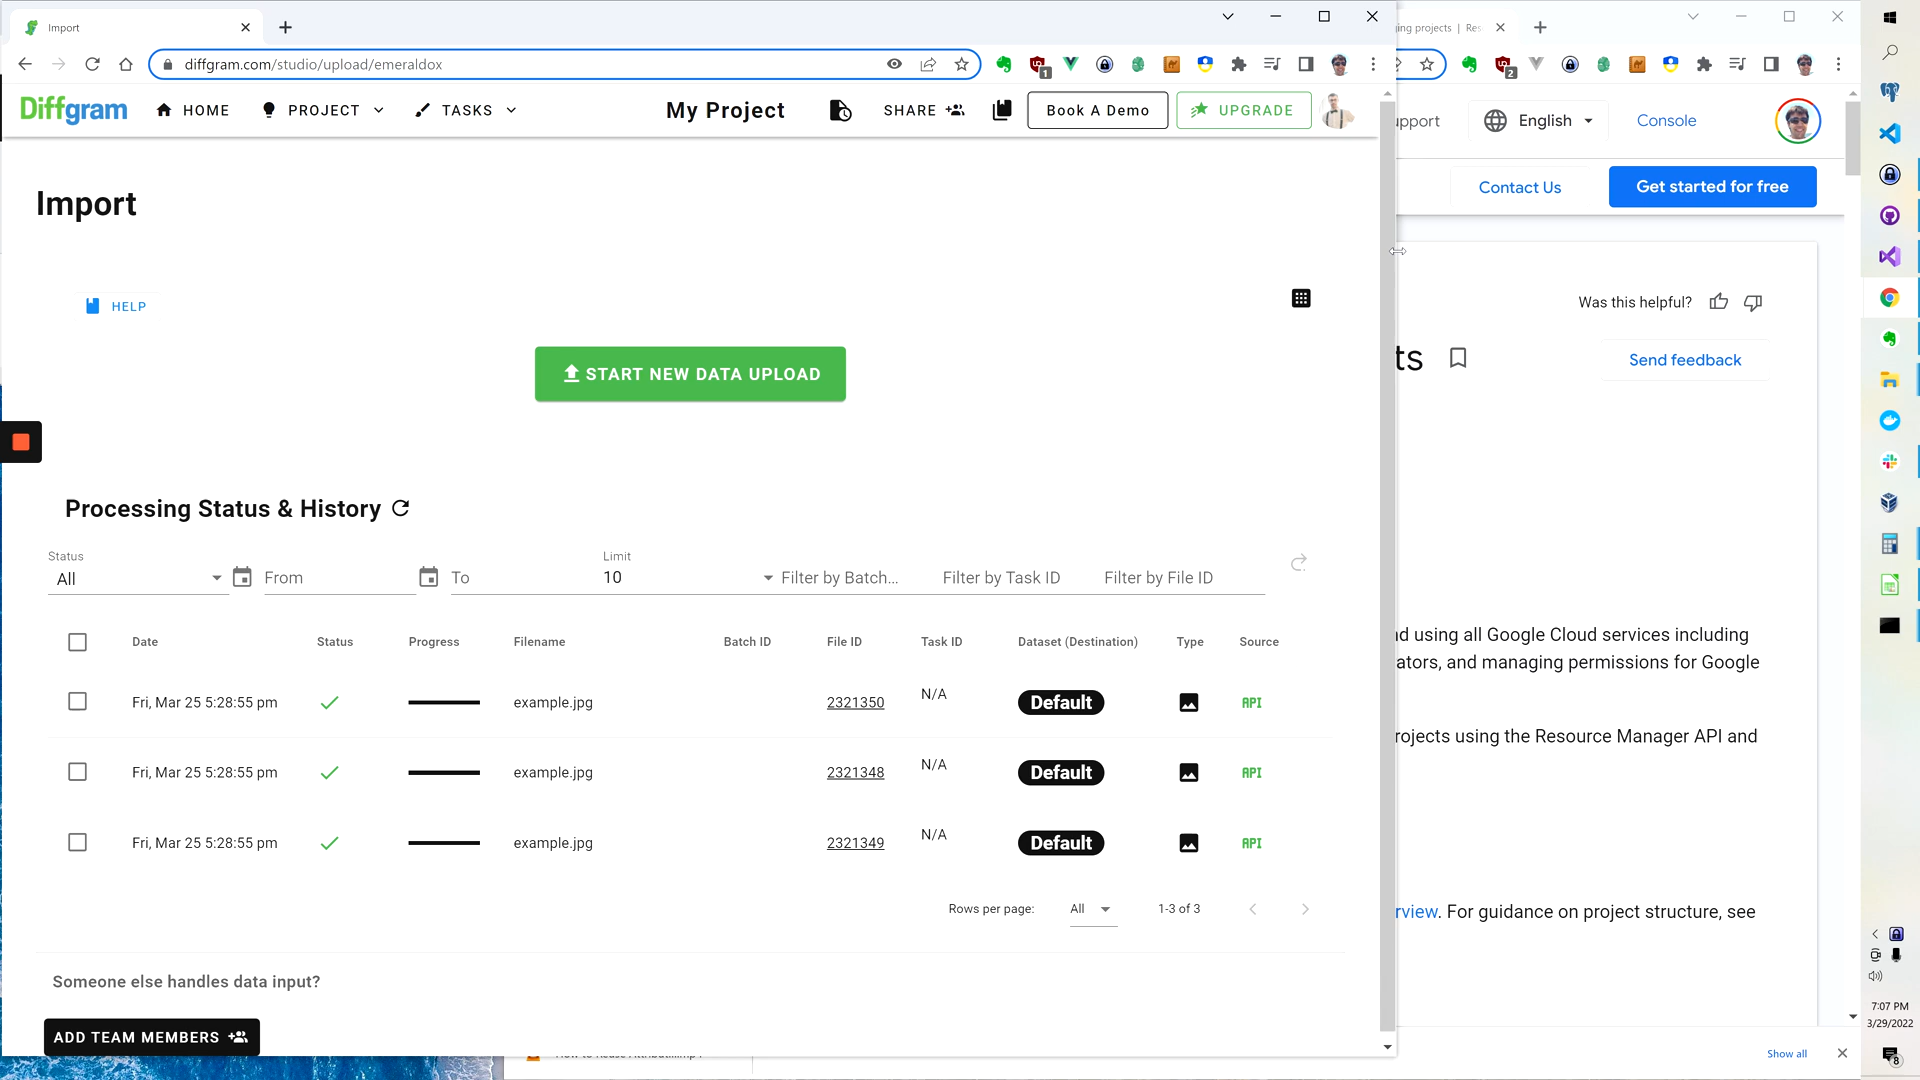 Import
diffgram.com/studio/upload/emeraldox
1
ing projects | Res
2
Diffgram
HOME
PROJECT
TASKS
My Project
SHARE
Book A Demo
UPGRADE
upport
English
Console
Contact Us
Get started for free
Import
HELP
Was this helpful?
ts
Send feedback
START NEW DATA UPLOAD
Processing Status & History
Status
All
From
To
Limit
10
Filter by Batch...
Filter by Task ID
Filter by File ID
Date
Status
Progress
Filename
Batch ID
File ID
Task ID
Dataset (Destination)
Type
Source
Fri, Mar 25 5:28:55 pm
example.jpg
2321350
N/A
Default
API
Fri, Mar 25 5:28:55 pm
example.jpg
2321348
N/A
Default
API
Fri, Mar 25 5:28:55 pm
example.jpg
2321349
N/A
Default
API
Rows per page:
All
1-3 of 3
Someone else handles data input?
ADD TEAM MEMBERS
nd using all Google Cloud services including
ators, and managing permissions for Google
rojects using the Resource Manager API and
rview. For guidance on project structure, see
Show all
7:07 PM
3/29/2022
8